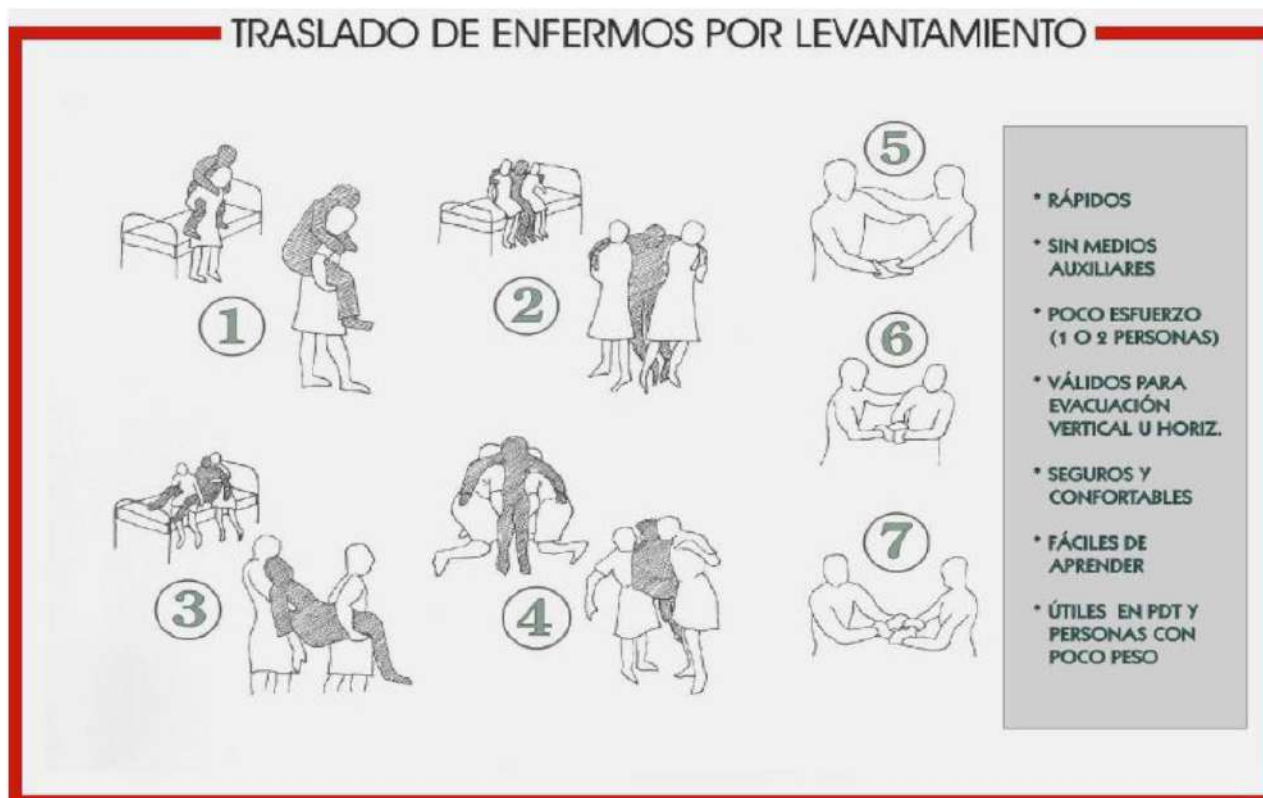 TRASLADO DE ENFERMOS POR LEVANTAMIENTO
1
2
3
4
5
6
7
* RÁPIDOS
* SIN MEDIOS
AUXILIARES
* POCO ESFUERZO
(1 O 2 PERSONAS)
* VÁLIDOS PARA
EVACUACIÓN
VERTICAL U HORIZ.
* SEGUROS Y
CONFORTABLES
* FÁCILES DE
APRENDER
* ÚTILES EN PDT Y
PERSONAS CON
POCO PESO